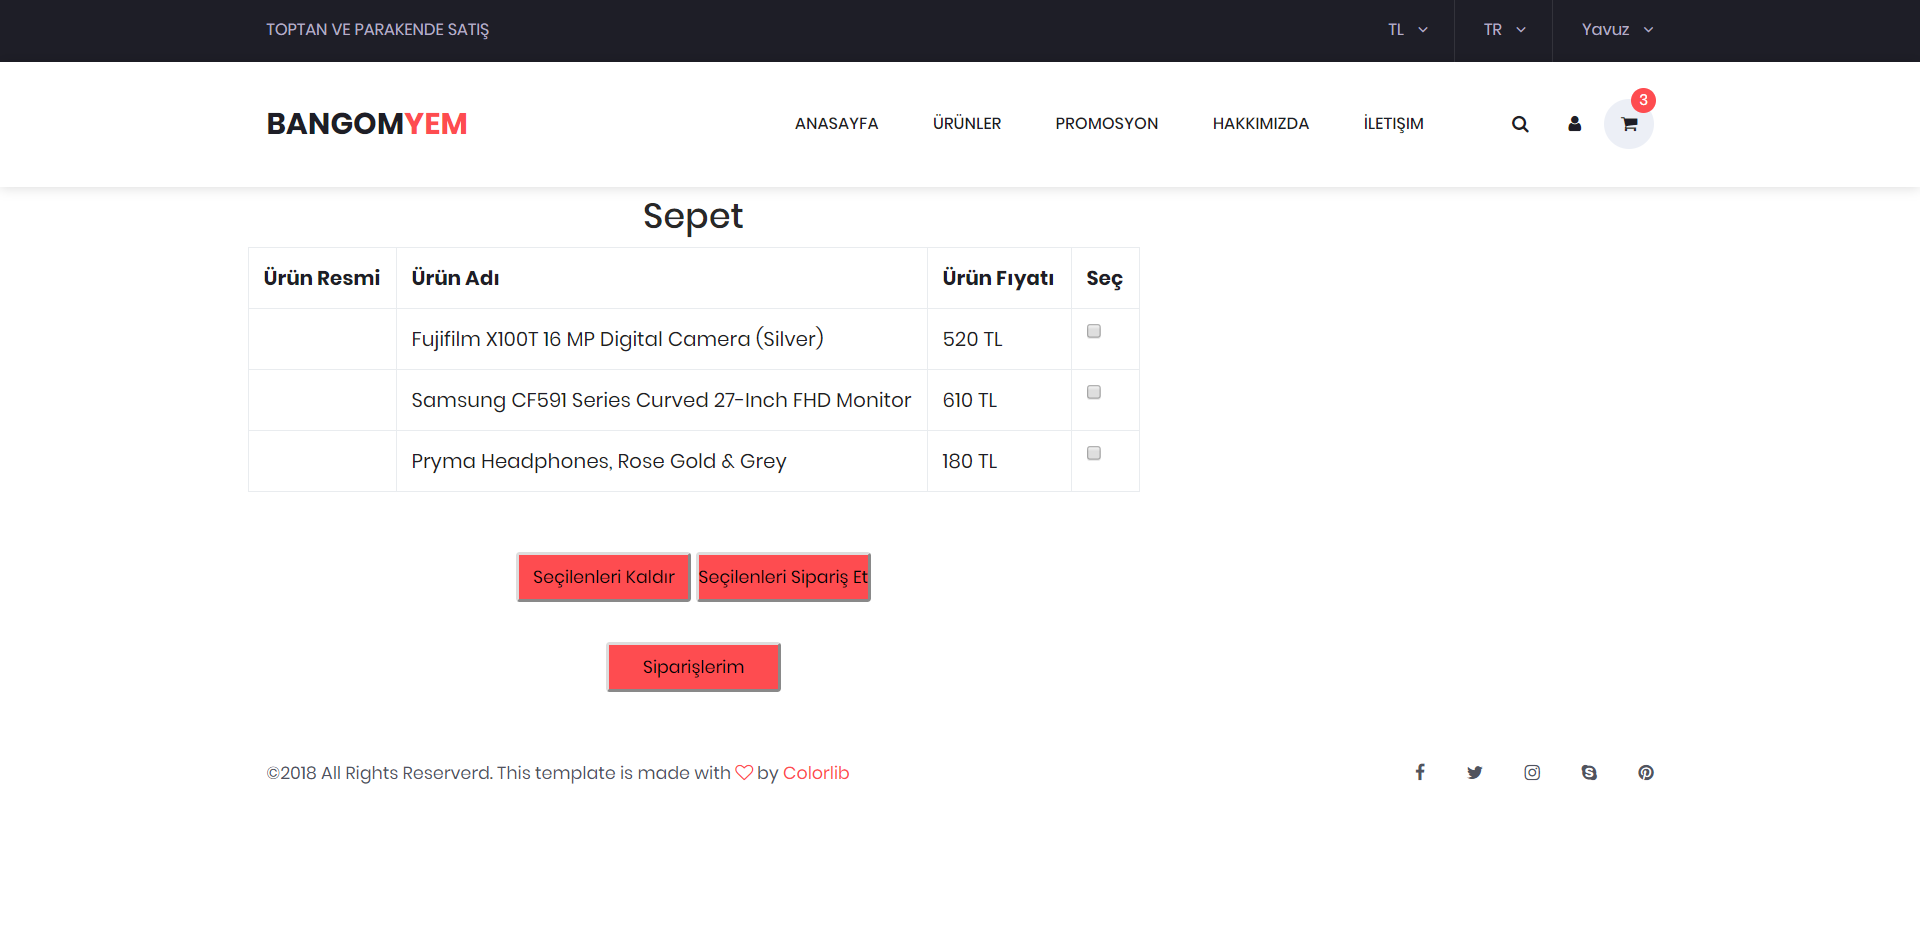 TOPTAN VE PARAKENDE SATIŞ TL TR Yavuz
3
BANGOMYEM ANASAYFA ÜRÜNLER PROMOSYON HAKKIMIZDA İLETIŞIM
Sepet
Ürün Resmi Ürün Adı Ürün Fıyatı Seç
Fujifilm X100T 16 MP Digital Camera (Silver) 520 TL
Samsung CF591 Series Curved 27-Inch FHD Monitor 610 TL
Pryma Headphones, Rose Gold & Grey 180 TL
Seçilenleri Kaldır Seçilenleri Sipariş Et
Siparişlerim
©2018 All Rights Reserverd. This template is made with by Colorlib